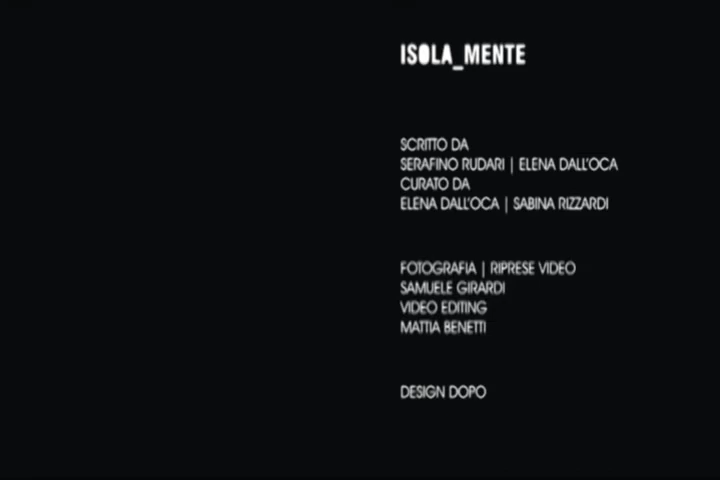 ISOLA_MENTE
SCRITTO DA
SERAFINO RUDARI | ELENA DALL'OCA
CURATO DA
ELENA DALL'OCA | SABINA RIZZARDI
FOTOGRAFIA | RIPRESE VIDEO
SAMUELE GIRARDI
VIDEO EDITING
MATTIA BENETTI
DESIGN DOPO